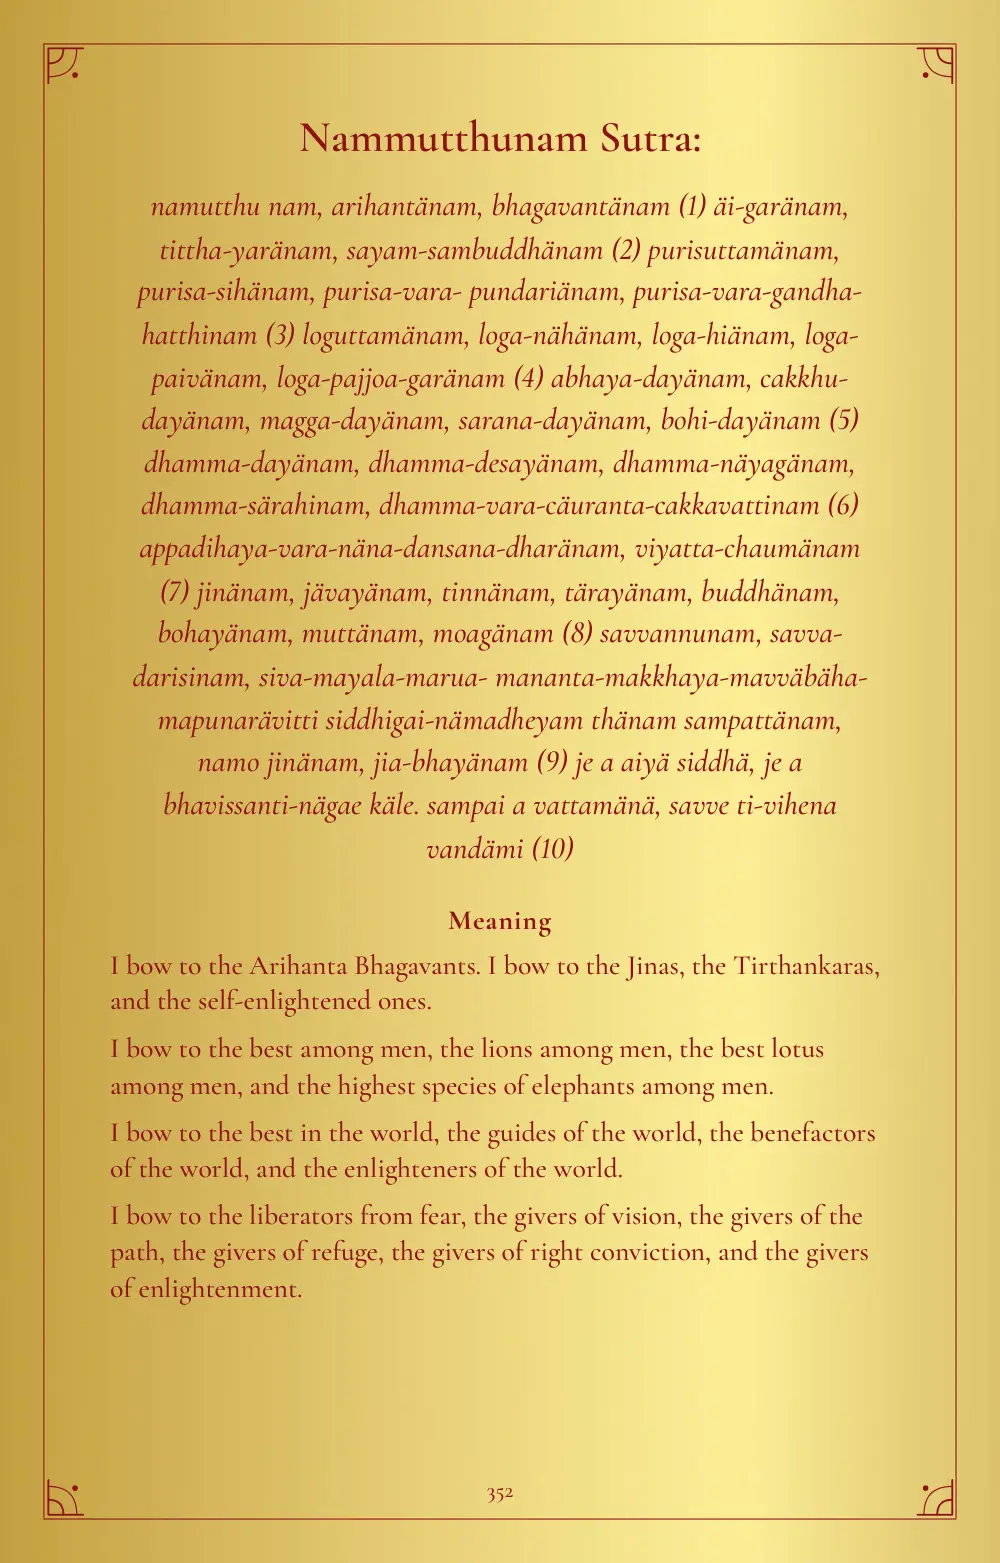 Nammutthunam Sutra:
namutthu nam, arihantänam, bhagavantänam (1) äi-garänam,
tittha-yaränam, sayam-sambuddhänam (2) purisuttamänam,
purisa-sihänam, purisa-vara- pundariänam, purisa-vara-gandha-
hatthinam (3) loguttamänam, loga-nähänam, loga-hiänam, loga-
paivänam, loga-pajjoa-garänam (4) abhaya-dayänam, cakkhu-
dayänam, magga-dayänam, sarana-dayänam, bohi-dayänam (5)
dhamma-dayänam, dhamma-desayänam, dhamma-näyagänam,
dhamma-särahinam, dhamma-vara-cäuranta-cakkavattinam (6)
appadihaya-vara-näna-dansana-dharänam, viyatta-chaumänam
(7) jinänam, jävayänam, tinnänam, tärayänam, buddhänam,
bohayänam, muttänam, moagänam (8) savvannunam, savva-
darisinam, siva-mayala-marua- mananta-makkhaya-mavväbäha-
mapunarävitti siddhigai-nämadheyam thänam sampattänam,
namo jinänam, jia-bhayänam (9) je a aiyä siddhä, je a
bhavissanti-nägae käle. sampai a vattamänä, savve ti-vihena
vandämi (10)
Meaning
I bow to the Arihanta Bhagavants. I bow to the Jinas, the Tirthankaras,
and the self-enlightened ones.
I bow to the best among men, the lions among men, the best lotus
among men, and the highest species of elephants among men.
I bow to the best in the world, the guides of the world, the benefactors
of the world, and the enlighteners of the world.
I bow to the liberators from fear, the givers of vision, the givers of the
path, the givers of refuge, the givers of right conviction, and the givers
of enlightenment.
352